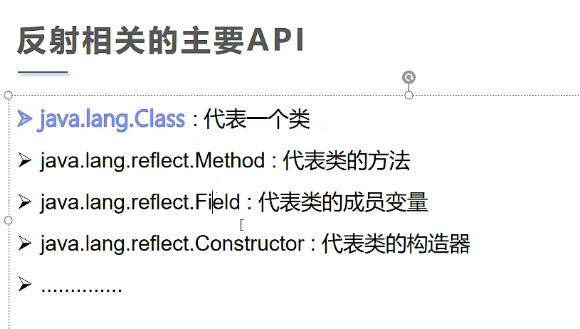 反射相关的主要API
➢ java.lang.Class : 代表一个类
➢ java.lang.reflect.Method : 代表类的方法
➢ java.lang.reflect.Field : 代表类的成员变量
➢ java.lang.reflect.Constructor : 代表类的构造器
➢ ..............